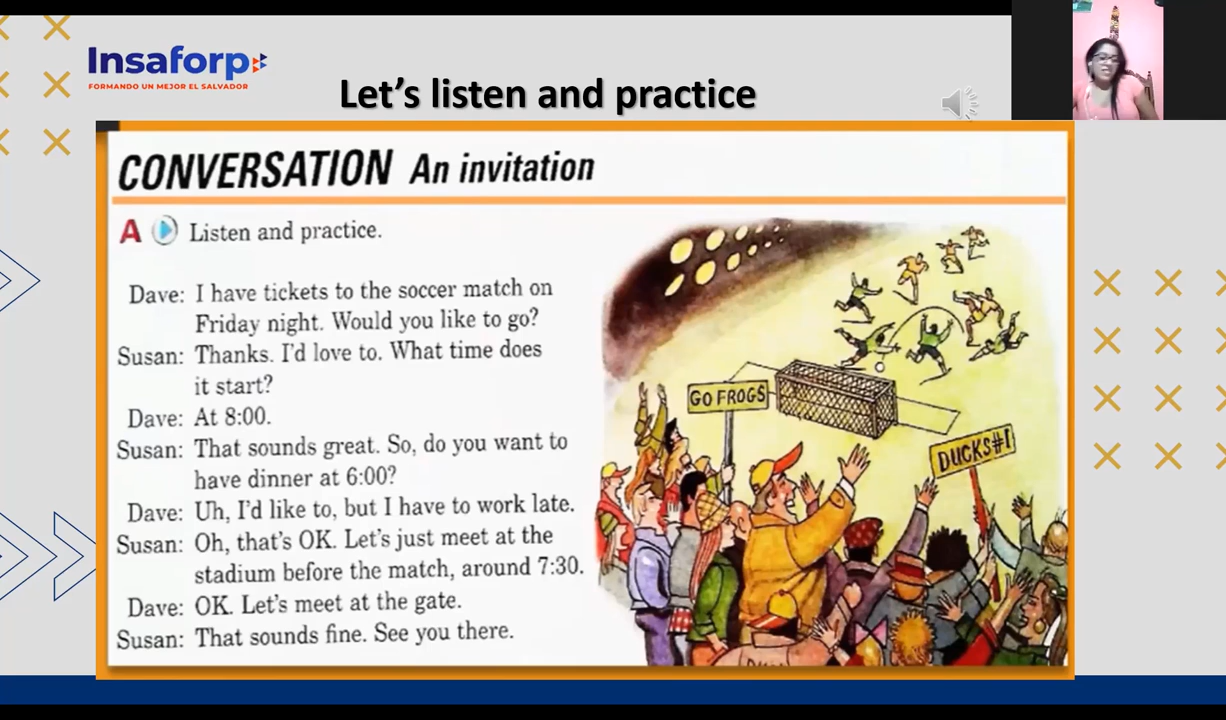 Insaforp
FORMANDO UN MEJOR EL SALVADOR
Let's listen and practice
CONVERSATION An invitation
A Listen and practice.
Dave: I have tickets to the soccer match on
Friday night. Would you like to go?
Susan: Thanks. I'd love to. What time does
it start?
Dave: At 8:00.
Susan: That sounds great. So, do you want to
have dinner at 6:00?
Dave: Uh, I'd like to, but I have to work late.
Susan: Oh, that's OK. Let's just meet at the
stadium before the match, around 7:30.
Dave: OK. Let's meet at the gate.
Susan: That sounds fine. See you there.
GO FROGS
DUCKS#1